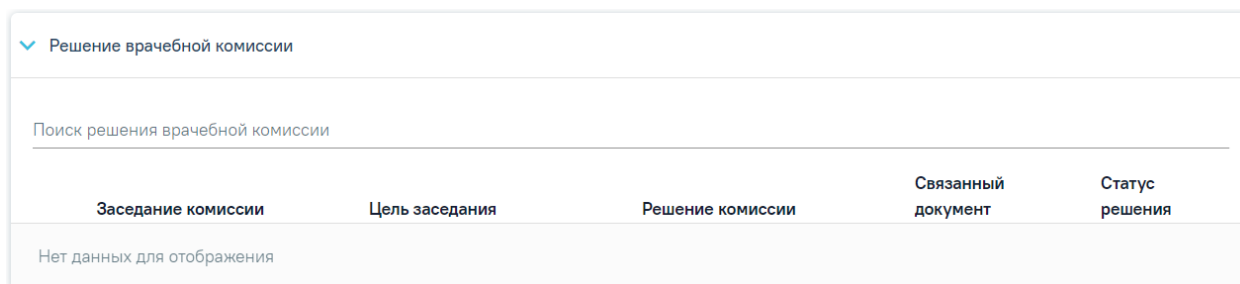 Решение врачебной комиссии
Поиск решения врачебной комиссии
Заседание комиссии Цель заседания Решение комиссии Связанный документ Статус решения
Нет данных для отображения